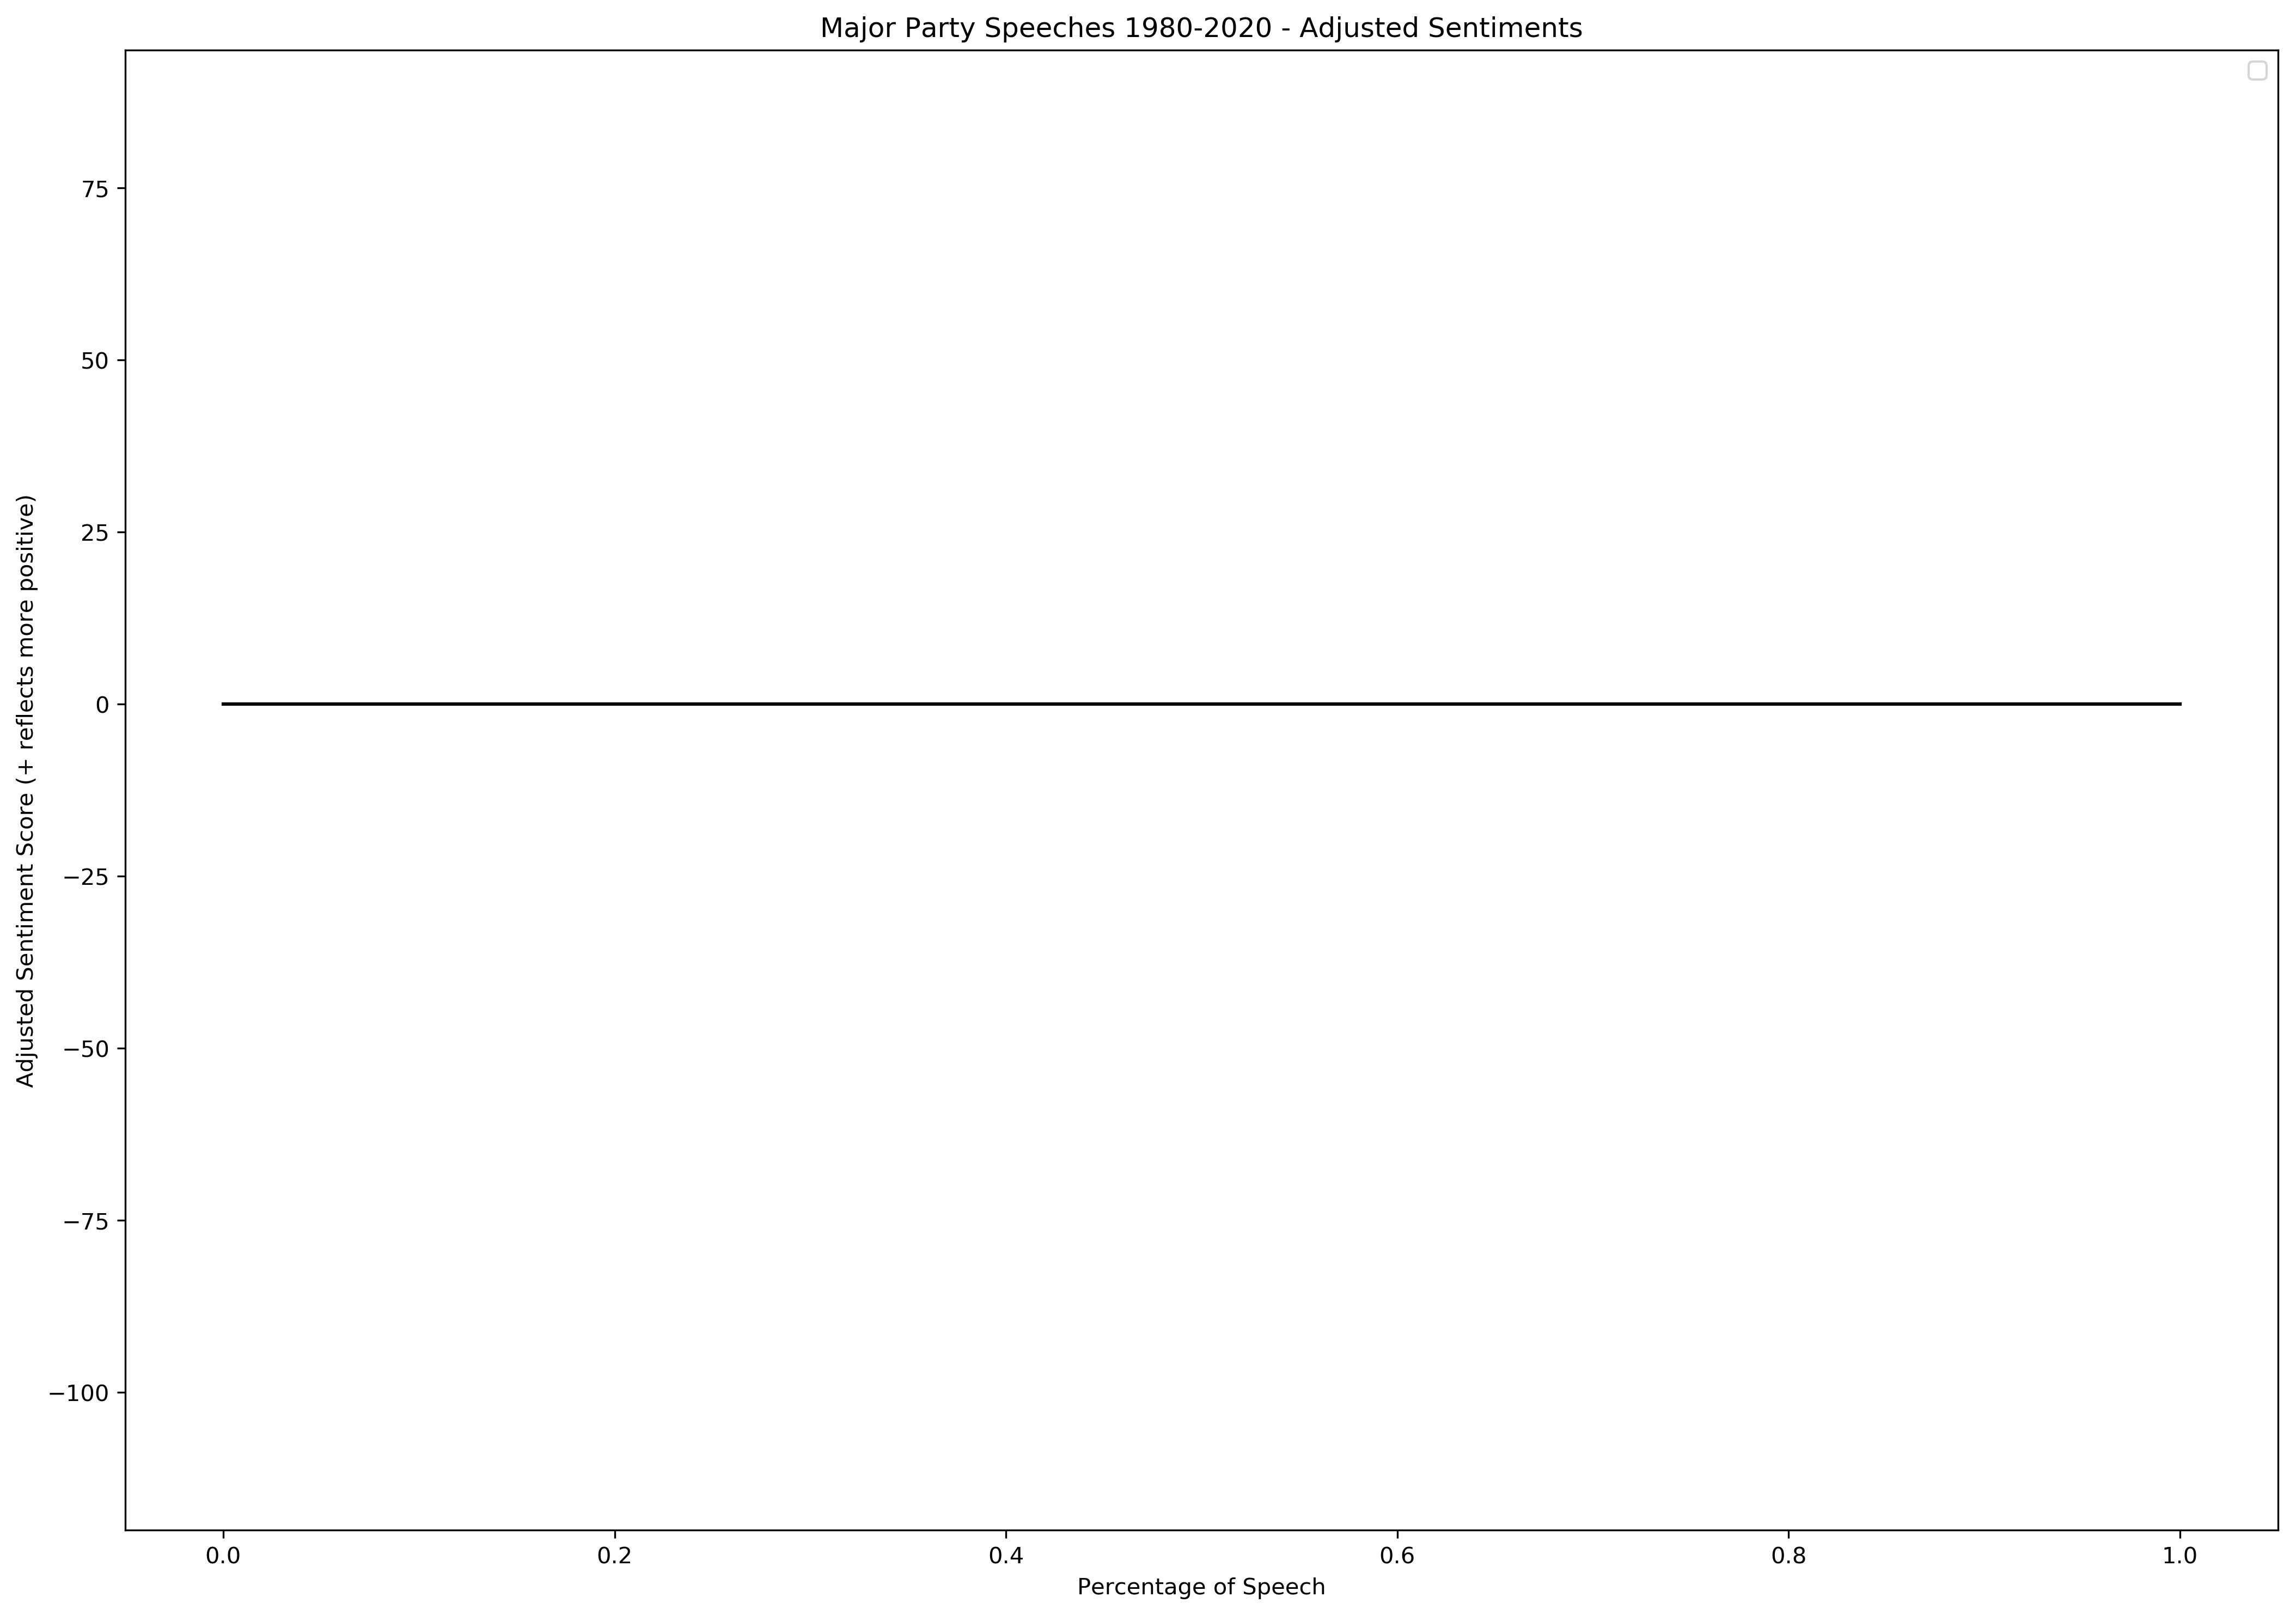 Major Party Speeches 1980-2020 - Adjusted Sentiments
75
50
25
0
−25
−50
−75
−100
Adjusted Sentiment Score (+ reflects more positive)
0.0 0.2 0.4 0.6 0.8 1.0
Percentage of Speech